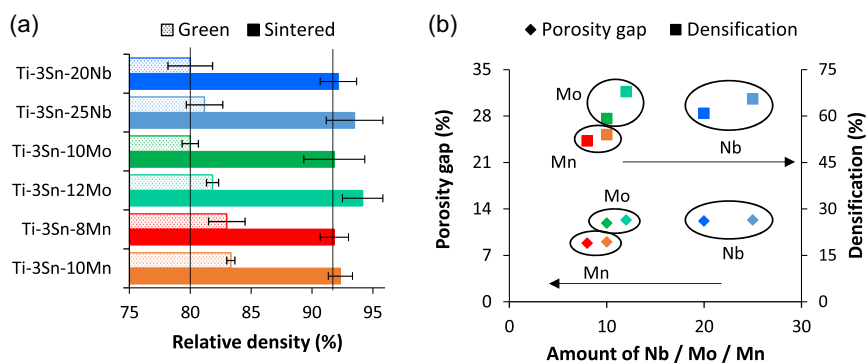 (a)
Green Sintered
Ti-3Sn-20Nb
Ti-3Sn-25Nb
Ti-3Sn-10Mo
Ti-3Sn-12Mo
Ti-3Sn-8Mn
Ti-3Sn-10Mn
75 80 85 90 95
Relative density (%)
(b)
Porosity gap Densification
35
28
21
14
7
0
Porosity gap (%)
75
60
45
30
15
0
Densification (%)
Mo
Mn
Nb
Mo
Mn
Nb
0 10 20 30
Amount of Nb / Mo / Mn